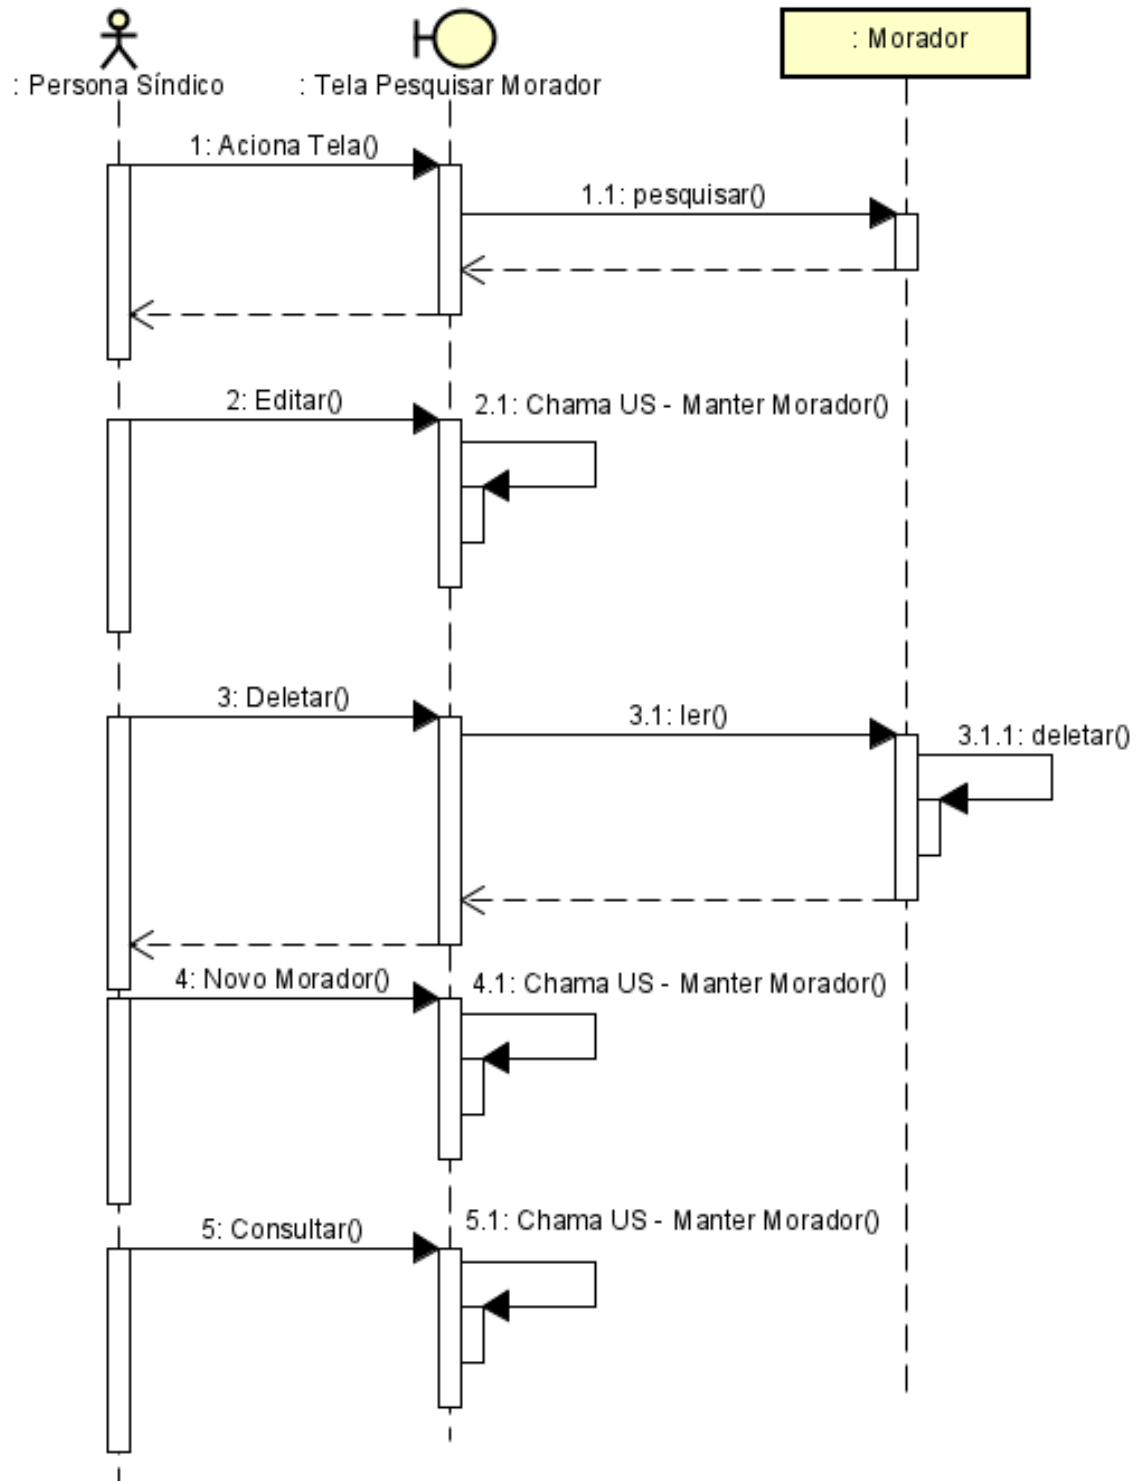 : Persona Síndico
: Tela Pesquisar Morador
: Morador
1: Aciona Tela()
1.1: pesquisar()
2: Editar()
2.1: Chama US - Manter Morador()
3: Deletar()
3.1: ler()
3.1.1: deletar()
4: Novo Morador()
4.1: Chama US - Manter Morador()
5: Consultar()
5.1: Chama US - Manter Morador()